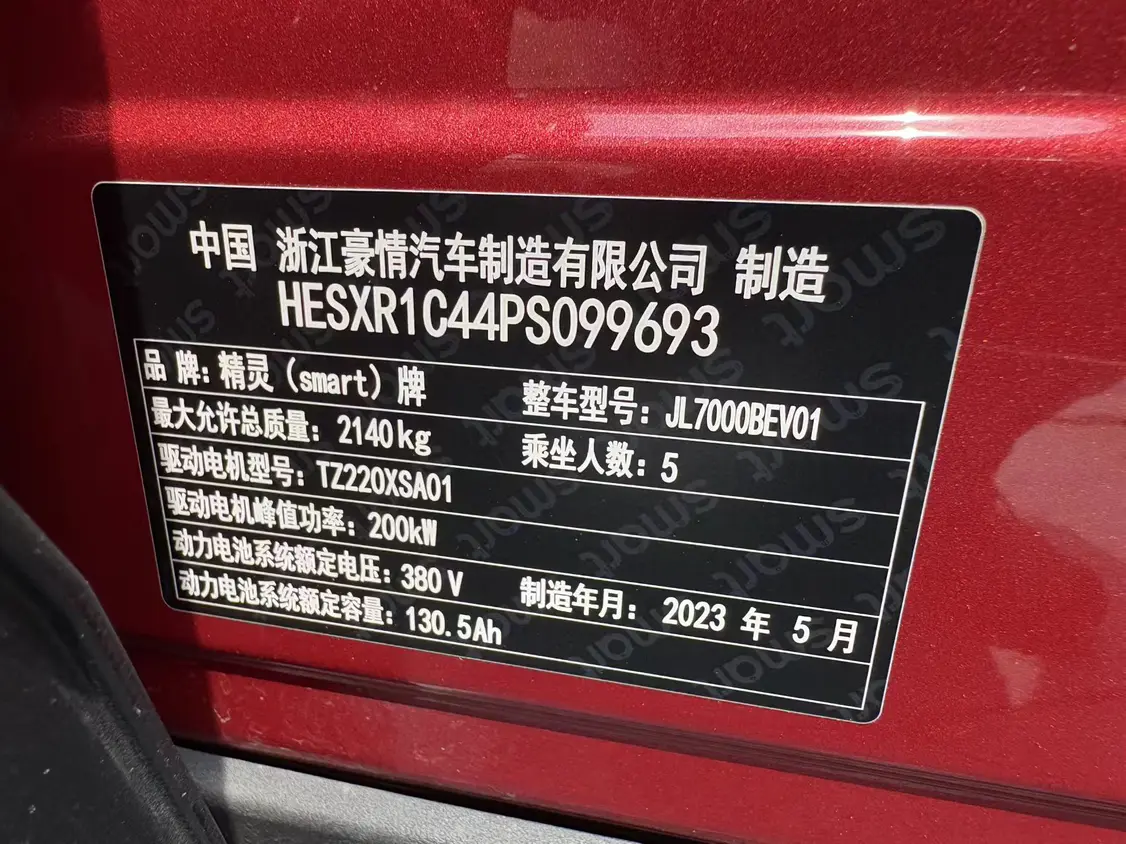 中国 浙江豪情汽车制造有限公司 制造
HESXR1C44PS099693
品 牌: 精灵 (smart) 牌 整车型号: JL7000BEV01
最大允许总质量: 2140kg 乘坐人数: 5
驱动电机型号: TZ220XSA01
驱动电机峰值功率: 200kW
动力电池系统额定电压: 380 V 制造年月: 2023 年 5 月
动力电池系统额定容量: 130.5Ah